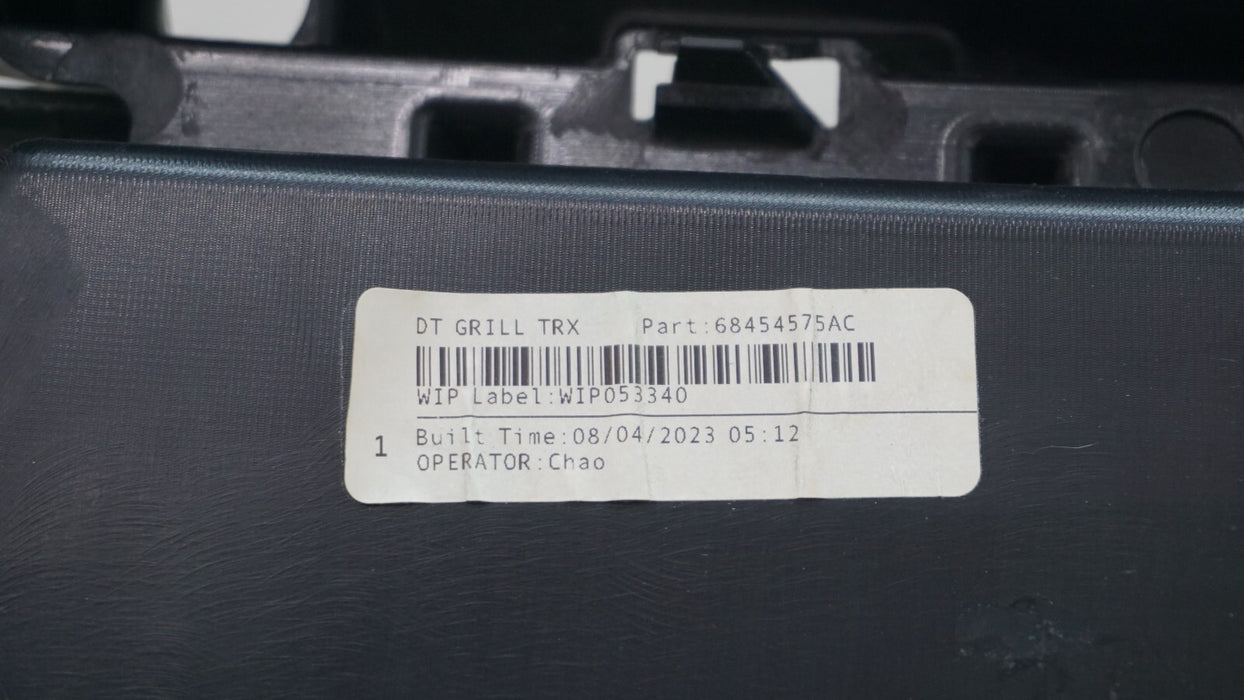 DT GRILL TRX Part:68454575AC
WIP Label:WIP053340
1 Built Time:08/04/2023 05:12
OPERATOR:Chao